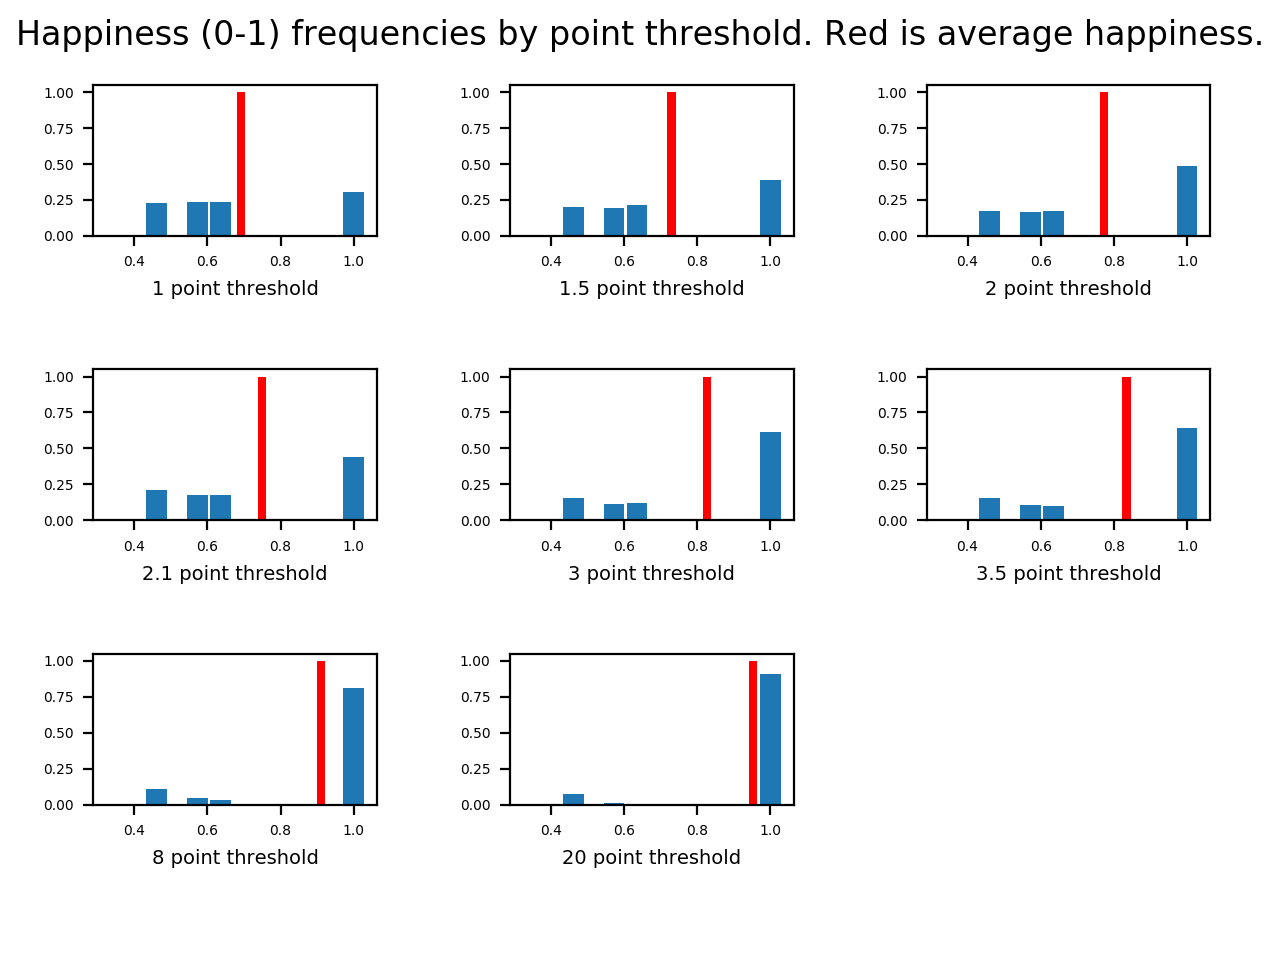 Happiness (0-1) frequencies by point threshold. Red is average happiness.
1.00 1.00 1.00
0.75 0.75 0.75
0.50 0.50 0.50
0.25 0.25 0.25
0.00 0.00 0.00
0.4 0.6 0.8 1.0 0.4 0.6 0.8 1.0 0.4 0.6 0.8 1.0
1 point threshold 1.5 point threshold 2 point threshold
1.00 1.00 1.00
0.75 0.75 0.75
0.50 0.50 0.50
0.25 0.25 0.25
0.00 0.00 0.00
0.4 0.6 0.8 1.0 0.4 0.6 0.8 1.0 0.4 0.6 0.8 1.0
2.1 point threshold 3 point threshold 3.5 point threshold
1.00 1.00
0.75 0.75
0.50 0.50
0.25 0.25
0.00 0.00
0.4 0.6 0.8 1.0 0.4 0.6 0.8 1.0
8 point threshold 20 point threshold